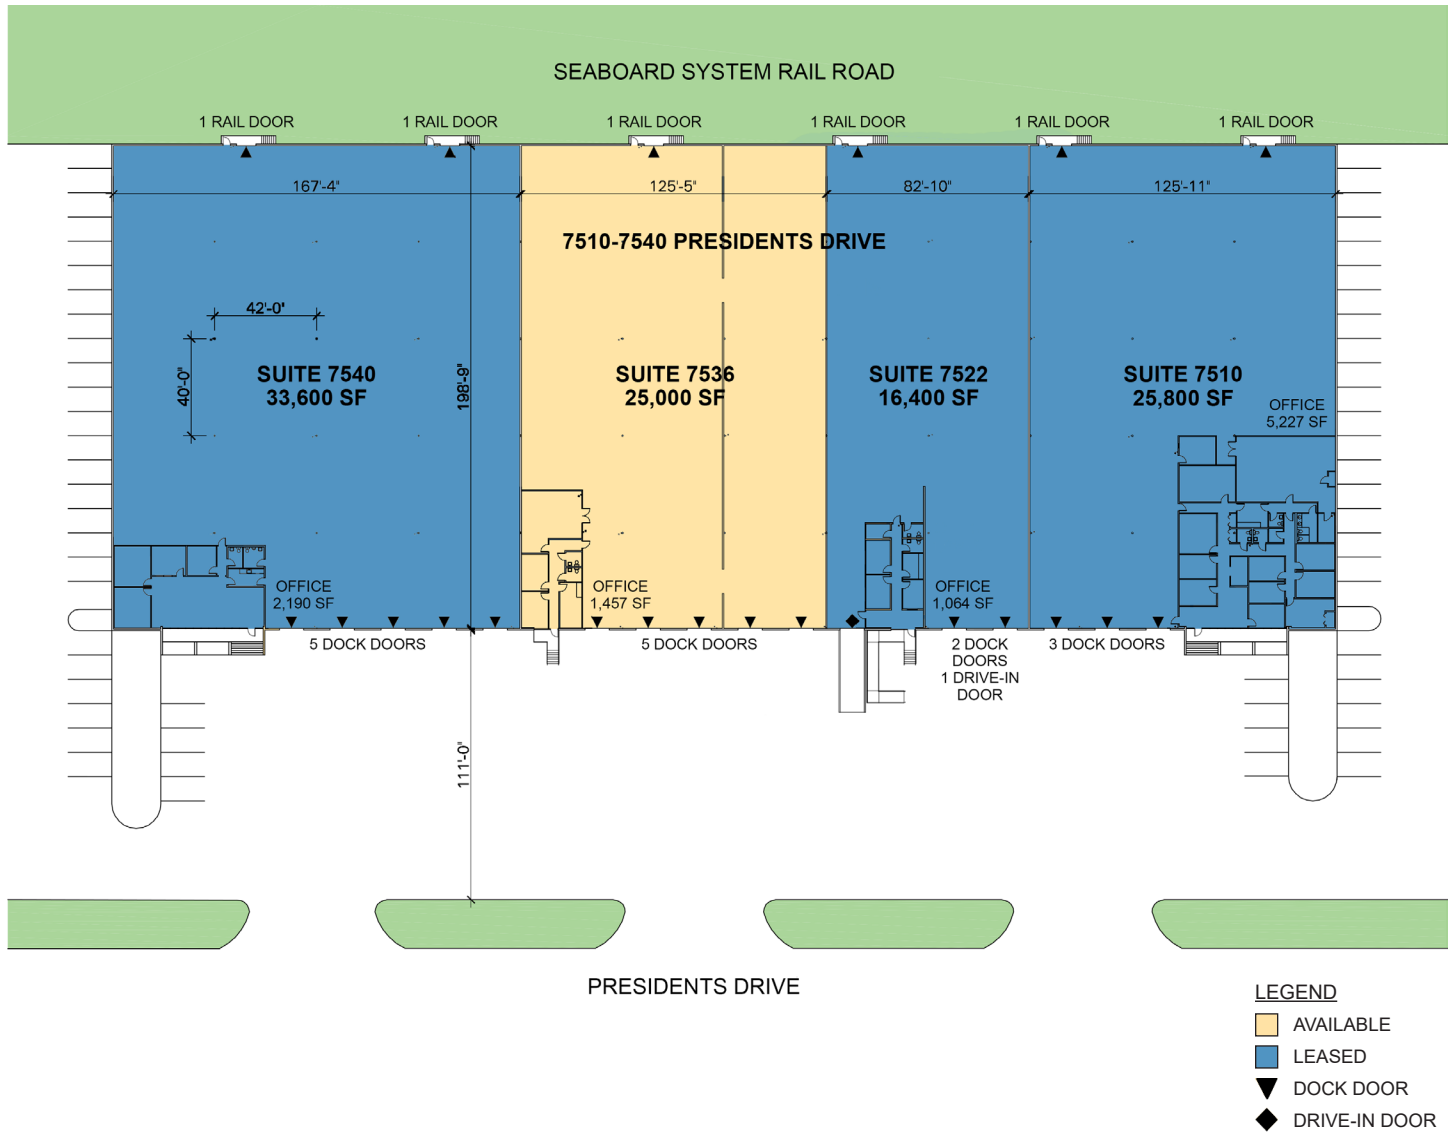 SEABOARD SYSTEM RAIL ROAD
1 RAIL DOOR
1 RAIL DOOR
1 RAIL DOOR
1 RAIL DOOR
1 RAIL DOOR
1 RAIL DOOR
167'-4"
125'-5"
82'-10"
125'-11"
7510-7540 PRESIDENTS DRIVE
42'-0"
40'-0"
198'-9"
SUITE 7540
33,600 SF
SUITE 7536
25,000 SF
SUITE 7522
16,400 SF
SUITE 7510
25,800 SF
OFFICE
5,227 SF
OFFICE
2,190 SF
OFFICE
1,457 SF
OFFICE
1,064 SF
5 DOCK DOORS
5 DOCK DOORS
2 DOCK
DOORS
1 DRIVE-IN
DOOR
3 DOCK DOORS
111'-0"
PRESIDENTS DRIVE
LEGEND
AVAILABLE
LEASED
DOCK DOOR
DRIVE-IN DOOR